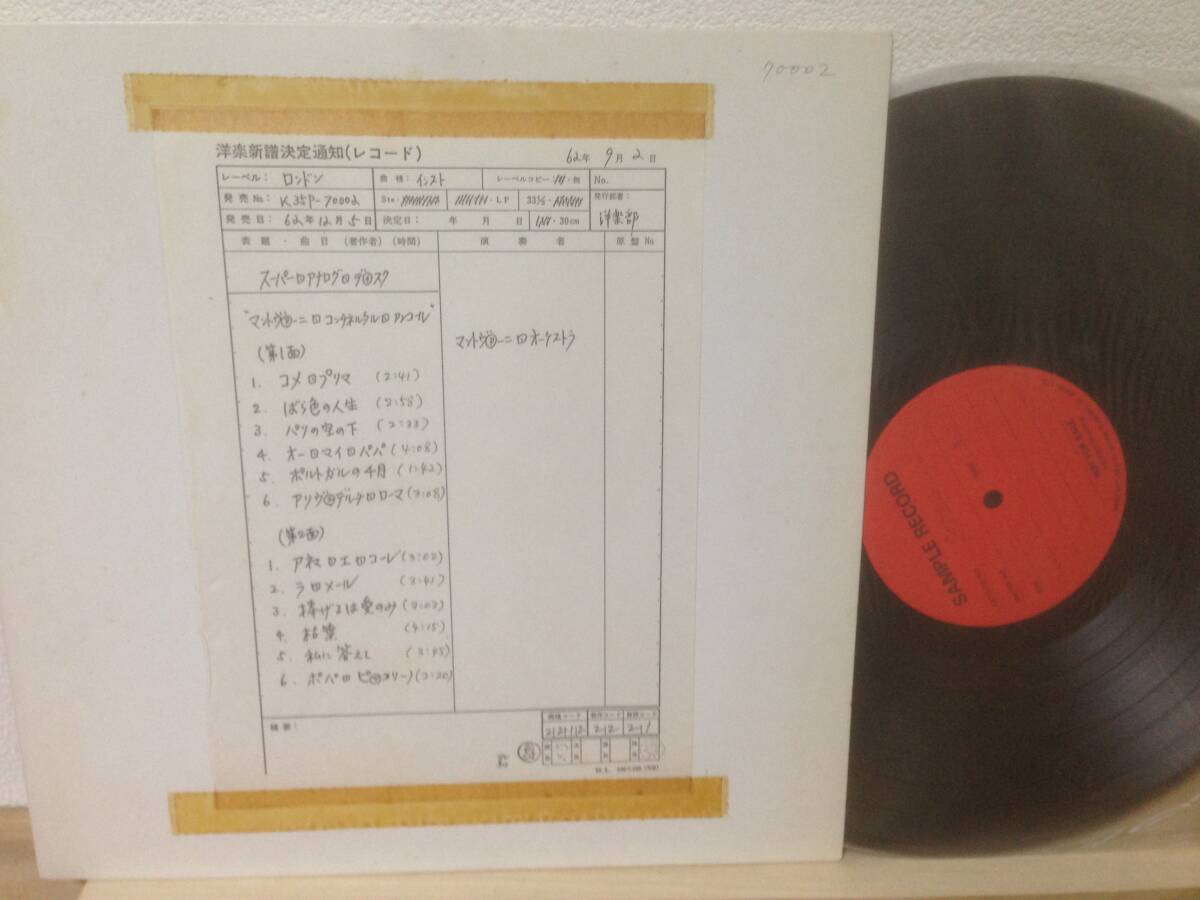 70002
洋楽新譜決定通知(レコード)
62年 9月 2日
レーベル: ロンドン 曲種: インスト レーベルコピー 有・無 No.
発売No: K35P-70002 Ste・ ・LP 33⅓・ 発行部署:
発売日: 62年12月5日 決定日: 年 月 日 ・30cm 洋楽部
表題・曲目 (著作者) (時間) 演奏者 原盤No
スーパー□アナログ□ディスク
"マントヴァーニ□コンチネルタル□アンコール"
マントヴァーニ□オーケストラ
(第1面)
1. コメ□プリマ (2:41)
2. ばら色の人生 (2:58)
3. パリの空の下 (2:33)
4. オー□マイ□パパ (4:08)
5. ポルトガルの4月 (1:42)
6. アリヴェデルチ□ローマ (3:08)
(第2面)
1. アネマ□エ□コーレ (3:02)
2. ラ□メール (3:41)
3. 捧げるは愛のみ
4. 枯葉 (4:15)
5. 私に答えし (3:45)
6. ポパ□ピッコリーノ
摘要:
SAMPLE RECORD